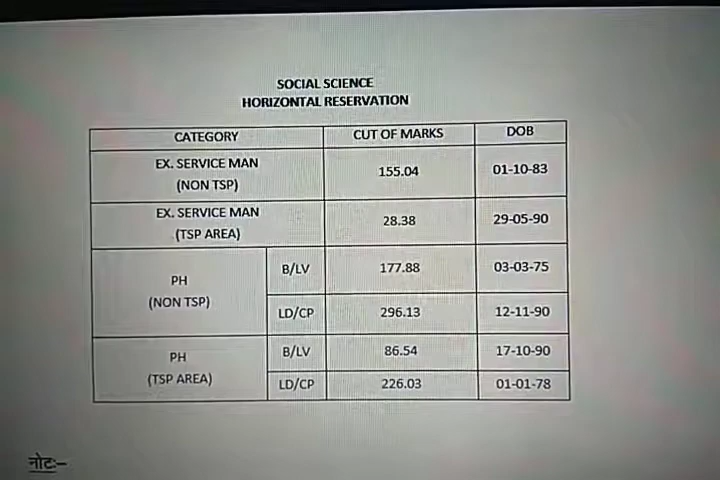 SOCIAL SCIENCE
HORIZONTAL RESERVATION
CATEGORY CUT OF MARKS DOB
EX. SERVICE MAN
(NON TSP) 155.04 01-10-83
EX. SERVICE MAN
(TSP AREA) 28.38 29-05-90
PH
(NON TSP)
B/LV 177.88 03-03-75
LD/CP 296.13 12-11-90
PH
(TSP AREA)
B/LV 86.54 17-10-90
LD/CP 226.03 01-01-78
नोटः–